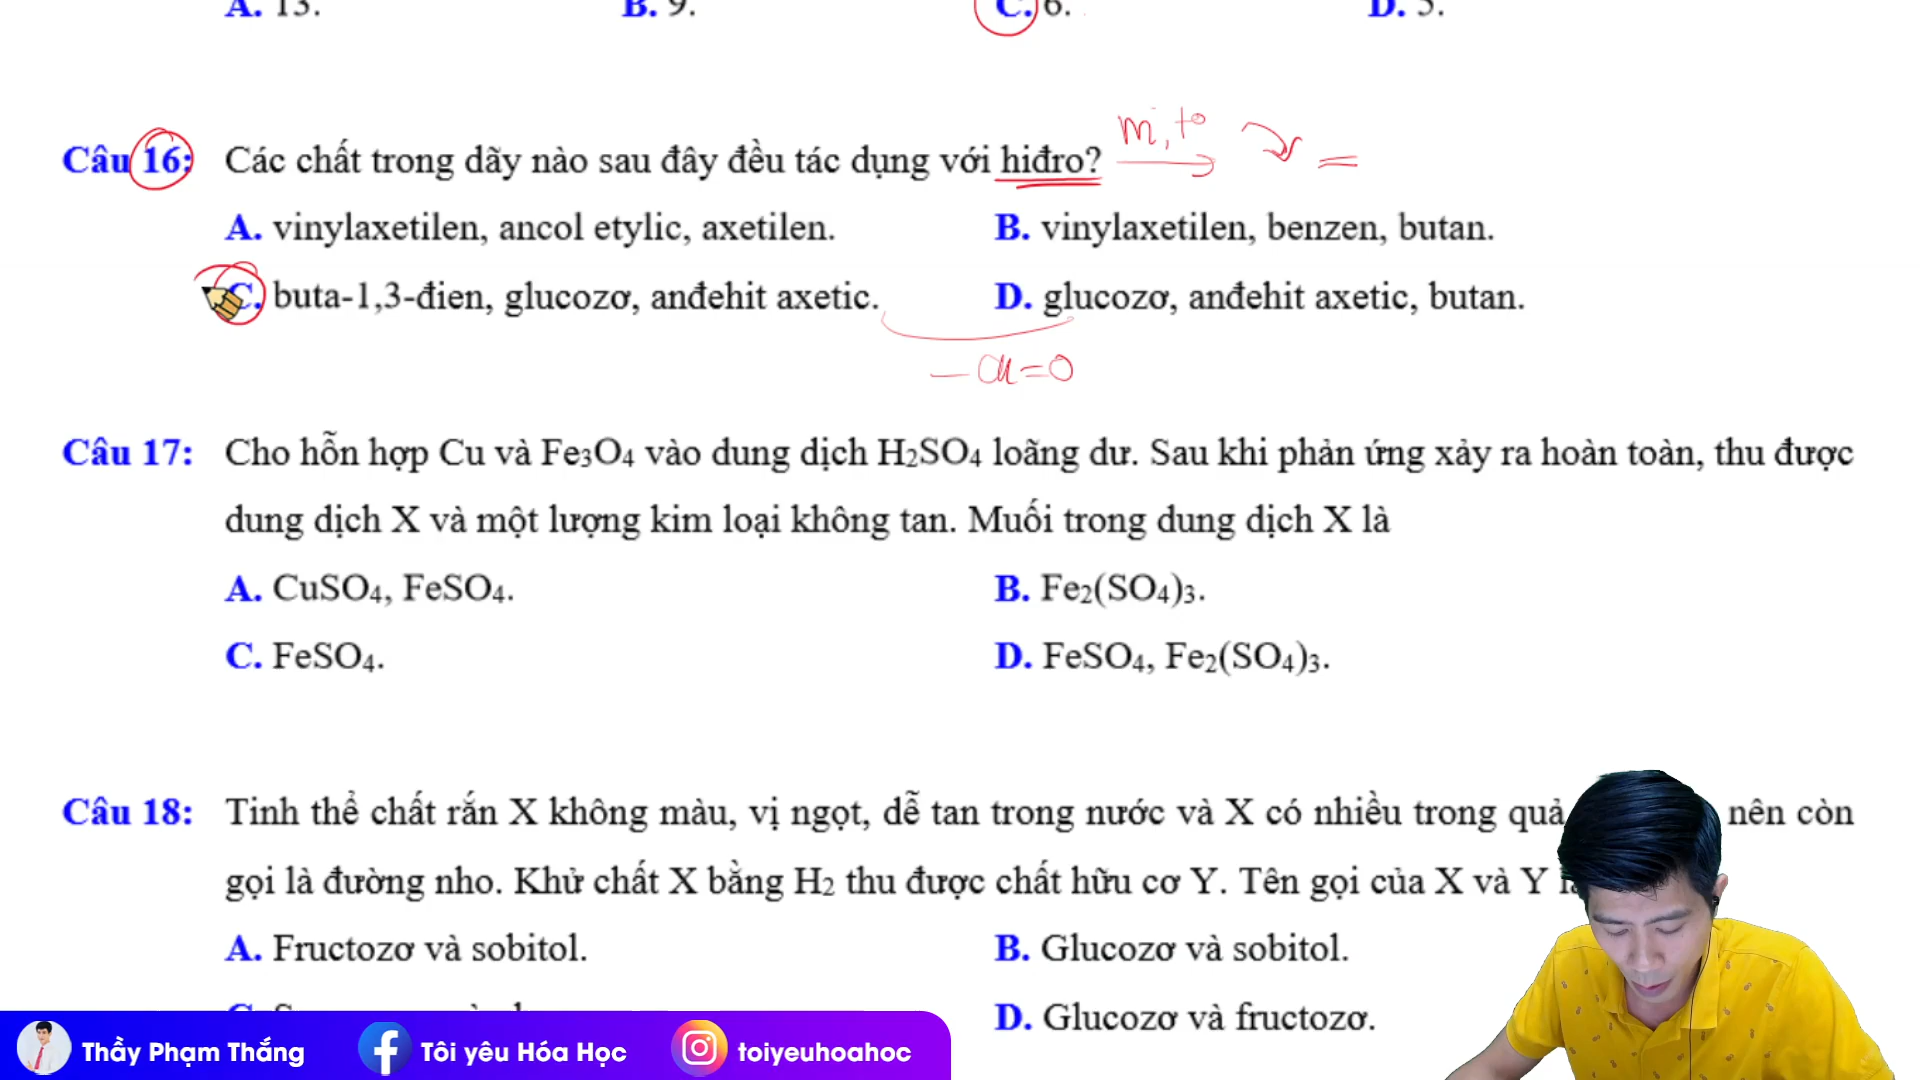 A. 13. B. 9. C. 6. D. 5.
Câu 16: Các chất trong dãy nào sau đây đều tác dụng với hiđro? Ni, to =
A. vinylaxetilen, ancol etylic, axetilen. B. vinylaxetilen, benzen, butan.
C. buta-1,3-đien, glucozơ, anđehit axetic. D. glucozơ, anđehit axetic, butan.
Câu 17: Cho hỗn hợp Cu và Fe3O4 vào dung dịch H2SO4 loãng dư. Sau khi phản ứng xảy ra hoàn toàn, thu được
dung dịch X và một lượng kim loại không tan. Muối trong dung dịch X là
A. CuSO4, FeSO4. B. Fe2(SO4)3.
C. FeSO4. D. FeSO4, Fe2(SO4)3.
Câu 18: Tinh thể chất rắn X không màu, vị ngọt, dễ tan trong nước và X có nhiều trong quả nên còn
gọi là đường nho. Khử chất X bằng H2 thu được chất hữu cơ Y. Tên gọi của X và Y
A. Fructozơ và sobitol. B. Glucozơ và sobitol.
D. Glucozơ và fructozơ.
Thầy Phạm Thắng Tôi yêu Hóa Học toiyeuhoahoc